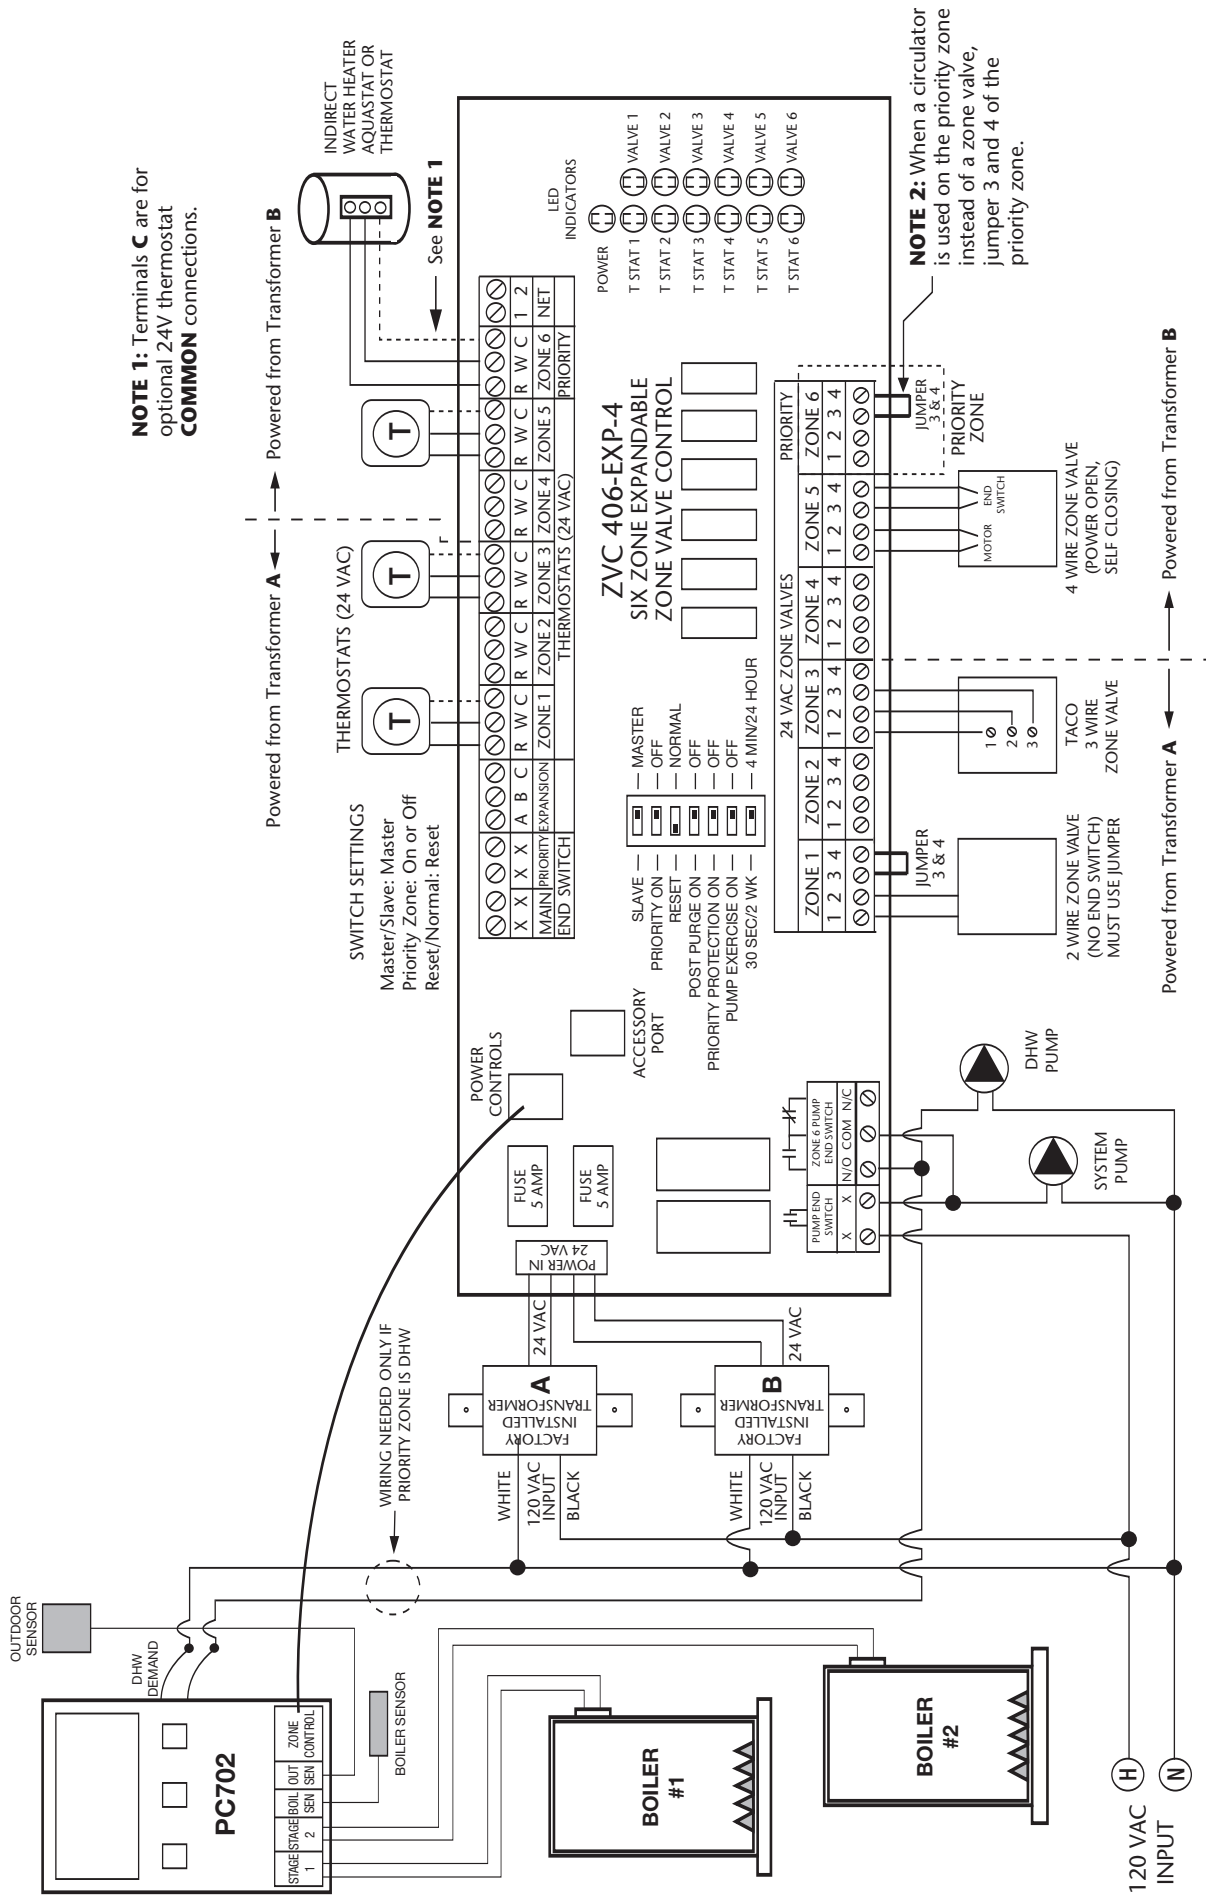 NOTE 1: Terminals C are for
optional 24V thermostat
COMMON connections.
Powered from Transformer A
Powered from Transformer B
INDIRECT
WATER HEATER
AQUASTAT OR
THERMOSTAT
See NOTE 1
THERMOSTATS (24 VAC)
T
T
T
SWITCH SETTINGS
Master/Slave: Master
Priority Zone: On or Off
Reset/Normal: Reset
X X X X A B C R W C R W C R W C R W C R W C R W C 1 2
MAIN PRIORITY EXPANSION ZONE 1 ZONE 2 ZONE 3 ZONE 4 ZONE 5 ZONE 6 NET
END SWITCH THERMOSTATS (24 VAC) PRIORITY
LED
INDICATORS
POWER
T STAT 1 VALVE 1
T STAT 2 VALVE 2
T STAT 3 VALVE 3
T STAT 4 VALVE 4
T STAT 5 VALVE 5
T STAT 6 VALVE 6
ZVC 406-EXP-4
SIX ZONE EXPANDABLE
ZONE VALVE CONTROL
SLAVE MASTER
PRIORITY ON OFF
RESET NORMAL
POST PURGE ON OFF
PRIORITY PROTECTION ON OFF
PUMP EXERCISE ON OFF
30 SEC/2 WK 4 MIN/24 HOUR
POWER
CONTROLS
ACCESSORY
PORT
FUSE
5 AMP
FUSE
5 AMP
POWER IN
24 VAC
24 VAC
24 VAC
24 VAC ZONE VALVES PRIORITY
ZONE 1 ZONE 2 ZONE 3 ZONE 4 ZONE 5 ZONE 6
1 2 3 4 1 2 3 4 1 2 3 4 1 2 3 4 1 2 3 4 1 2 3 4
JUMPER
3 & 4
JUMPER
3 & 4
PRIORITY
ZONE
NOTE 2: When a circulator
is used on the priority zone
instead of a zone valve,
jumper 3 and 4 of the
priority zone.
2 WIRE ZONE VALVE
(NO END SWITCH)
MUST USE JUMPER
1
2
3
TACO
3 WIRE
ZONE VALVE
MOTOR
END
SWITCH
4 WIRE ZONE VALVE
(POWER OPEN,
SELF CLOSING)
Powered from Transformer A
Powered from Transformer B
PUMP END
SWITCH
X X
ZONE 6 PUMP
END SWITCH
N/O COM N/C
SYSTEM
PUMP
DHW
PUMP
WIRING NEEDED ONLY IF
PRIORITY ZONE IS DHW
FACTORY
INSTALLED
TRANSFORMER
A
WHITE
120 VAC
INPUT
BLACK
FACTORY
INSTALLED
TRANSFORMER
B
WHITE
120 VAC
INPUT
BLACK
OUTDOOR
SENSOR
DHW
DEMAND
PC702
STAGE
1
STAGE
2
BOIL
SEN
OUT
SEN
ZONE
CONTROL
BOILER SENSOR
BOILER
#1
BOILER
#2
120 VAC
INPUT
H
N